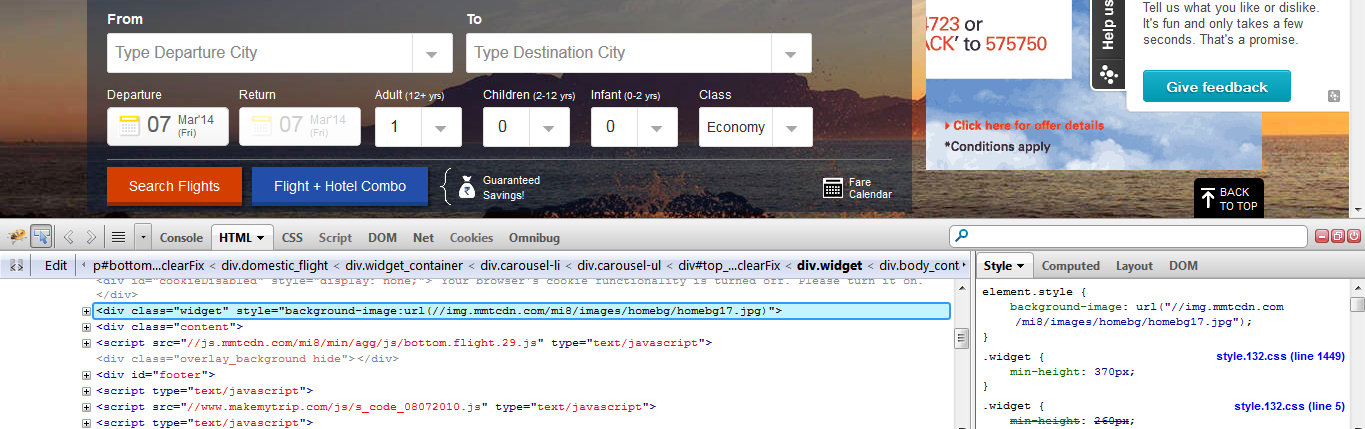 From
To
Type Departure City
Type Destination City
Departure
Return
Adult (12+ yrs)
Children (2-12 yrs)
Infant (0-2 yrs)
Class
07 Mar'14 (Fri)
07 Mar'14 (Fri)
1
0
0
Economy
Search Flights
Flight + Hotel Combo
Guaranteed
Savings!
Fare
Calendar
4723 or
ACK' to 575750
Click here for offer details
*Conditions apply
Help us
Tell us what you like or dislike.
It's fun and only takes a few
seconds. That's a promise.
Give feedback
BACK
TO TOP
Console HTML CSS Script DOM Net Cookies Omnibug
Edit p#bottom...clearFix < div.domestic_flight < div.widget_container < div.carousel-li < div.carousel-ul < div#top_...clearFix < div.widget < div.body_cont
<div id="cookieDisabled" style="display: none;"> Your browser's cookie functionality is turned off. Please turn it on.
</div>
<div class="widget" style="background-image:url(//img.mmtcdn.com/mi8/images/homebg/homebg17.jpg)">
<div class="content">
<script src="//js.mmtcdn.com/mi8/min/agg/js/bottom.flight.29.js" type="text/javascript">
<div class="overlay_background hide"></div>
<div id="footer">
<script type="text/javascript">
<script src="//www.makemytrip.com/js/s_code_08072010.js" type="text/javascript">
<script type="text/javascript">
Style Computed Layout DOM
element.style {
background-image: url("//img.mmtcdn.com
/mi8/images/homebg/homebg17.jpg");
}
.widget { style.132.css (line 1449)
min-height: 370px;
}
.widget { style.132.css (line 5)
min-height: 260px;